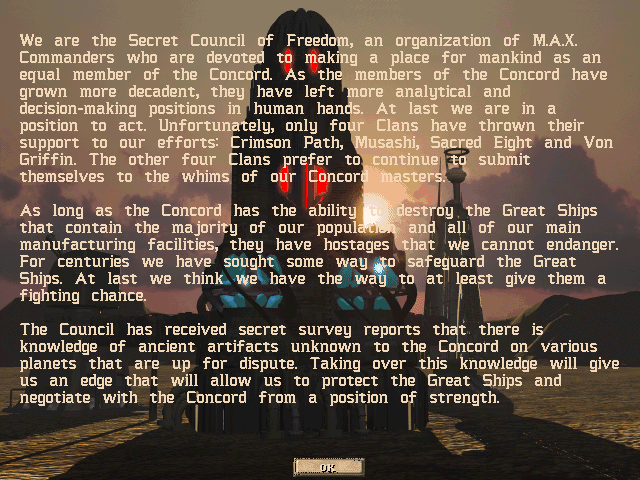 We are the Secret Council of Freedom, an organization of M.A.X.
Commanders who are devoted to making a place for mankind as an
equal member of the Concord. As the members of the Concord have
grown more decadent, they have left more analytical and
decision-making positions in human hands. At last we are in a
position to act. Unfortunately, only four Clans have thrown their
support to our efforts: Crimson Path, Musashi, Sacred Eight and Von
Griffin. The other four Clans prefer to continue to submit
themselves to the whims of our Concord masters.
As long as the Concord has the ability to destroy the Great Ships
that contain the majority of our population and all of our main
manufacturing facilities, they have hostages that we cannot endanger.
For centuries we have sought some way to safeguard the Great
Ships. At last we think we have the way to at least give them a
fighting chance.
The Council has received secret survey reports that there is
knowledge of ancient artifacts unknown to the Concord on various
planets that are up for dispute. Taking over this knowledge will give
us an edge that will allow us to protect the Great Ships and
negotiate with the Concord from a position of strength.
OK